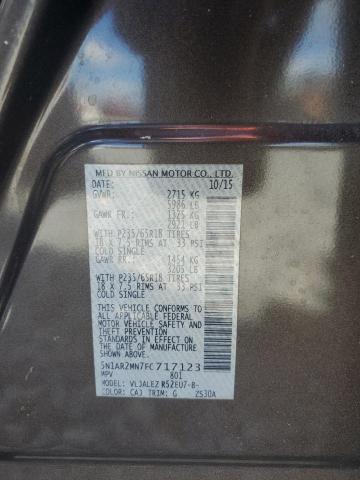 MFD BY NISSAN MOTOR CO., LTD.
DATE: 10/15
GVWR: 2715 KG
5986 LB
GAWR FR.: 1325 KG
2921 LB
WITH P235/65R18 TIRES
18 X 7.5 RIMS AT 33 PSI
COLD SINGLE
GAWR RR.: 1454 KG
3205 LB
WITH P235/65R18 TIRES
18 X 7.5 RIMS AT 33 PSI
COLD SINGLE
THIS VEHICLE CONFORMS TO ALL
APPLICABLE FEDERAL MOTOR
VEHICLE SAFETY AND
THEFT PREVENTION
STANDARDS IN EFFECT ON THE
DATE OF MANUFACTURE
SHOWN ABOVE.
5N1AR2MN7FC717123
MPV 801
MODEL: VLJALEZ R52EU7-B-
COLOR: CAJ TRIM: G ZS30A